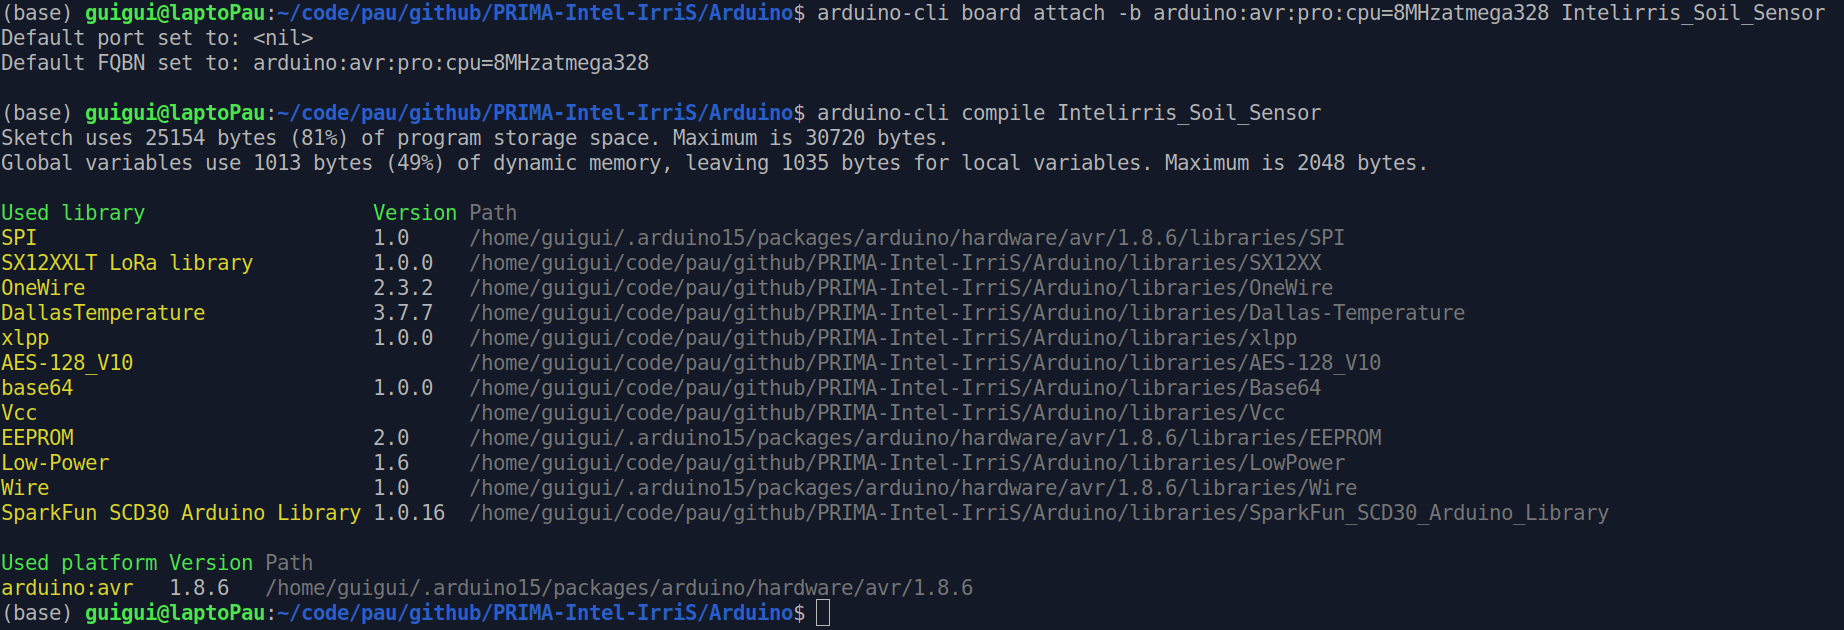 (base) guigui@laptoPau:~/code/pau/github/PRIMA-Intel-IrriS/Arduino$ arduino-cli board attach -b arduino:avr:pro:cpu=8MHzatmega328 Intelirris_Soil_Sensor
Default port set to: <nil>
Default FQBN set to: arduino:avr:pro:cpu=8MHzatmega328

(base) guigui@laptoPau:~/code/pau/github/PRIMA-Intel-IrriS/Arduino$ arduino-cli compile Intelirris_Soil_Sensor
Sketch uses 25154 bytes (81%) of program storage space. Maximum is 30720 bytes.
Global variables use 1013 bytes (49%) of dynamic memory, leaving 1035 bytes for local variables. Maximum is 2048 bytes.

Used library                   Version Path
SPI                            1.0     /home/guigui/.arduino15/packages/arduino/hardware/avr/1.8.6/libraries/SPI
SX12XXLT LoRa library          1.0.0   /home/guigui/code/pau/github/PRIMA-Intel-IrriS/Arduino/libraries/SX12XX
OneWire                        2.3.2   /home/guigui/code/pau/github/PRIMA-Intel-IrriS/Arduino/libraries/OneWire
DallasTemperature              3.7.7   /home/guigui/code/pau/github/PRIMA-Intel-IrriS/Arduino/libraries/Dallas-Temperature
xlpp                           1.0.0   /home/guigui/code/pau/github/PRIMA-Intel-IrriS/Arduino/libraries/xlpp
AES-128_V10                            /home/guigui/code/pau/github/PRIMA-Intel-IrriS/Arduino/libraries/AES-128_V10
base64                         1.0.0   /home/guigui/code/pau/github/PRIMA-Intel-IrriS/Arduino/libraries/Base64
Vcc                                    /home/guigui/code/pau/github/PRIMA-Intel-IrriS/Arduino/libraries/Vcc
EEPROM                         2.0     /home/guigui/.arduino15/packages/arduino/hardware/avr/1.8.6/libraries/EEPROM
Low-Power                      1.6     /home/guigui/code/pau/github/PRIMA-Intel-IrriS/Arduino/libraries/LowPower
Wire                           1.0     /home/guigui/.arduino15/packages/arduino/hardware/avr/1.8.6/libraries/Wire
SparkFun SCD30 Arduino Library 1.0.16  /home/guigui/code/pau/github/PRIMA-Intel-IrriS/Arduino/libraries/SparkFun_SCD30_Arduino_Library

Used platform Version Path
arduino:avr   1.8.6   /home/guigui/.arduino15/packages/arduino/hardware/avr/1.8.6
(base) guigui@laptoPau:~/code/pau/github/PRIMA-Intel-IrriS/Arduino$